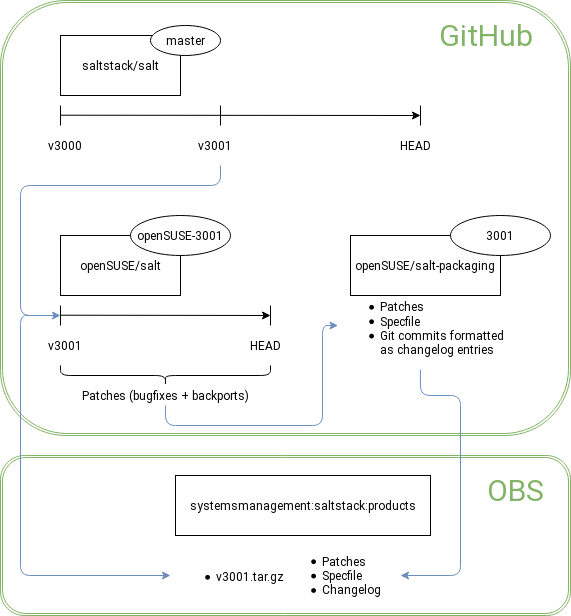 GitHub
master
saltstack/salt
v3000
v3001
HEAD
openSUSE-3001
openSUSE/salt
v3001
HEAD
Patches (bugfixes + backports)
3001
openSUSE/salt-packaging
• Patches
• Specfile
• Git commits formatted
as changelog entries
OBS
systemsmanagement:saltstack:products
• v3001.tar.gz
• Patches
• Specfile
• Changelog